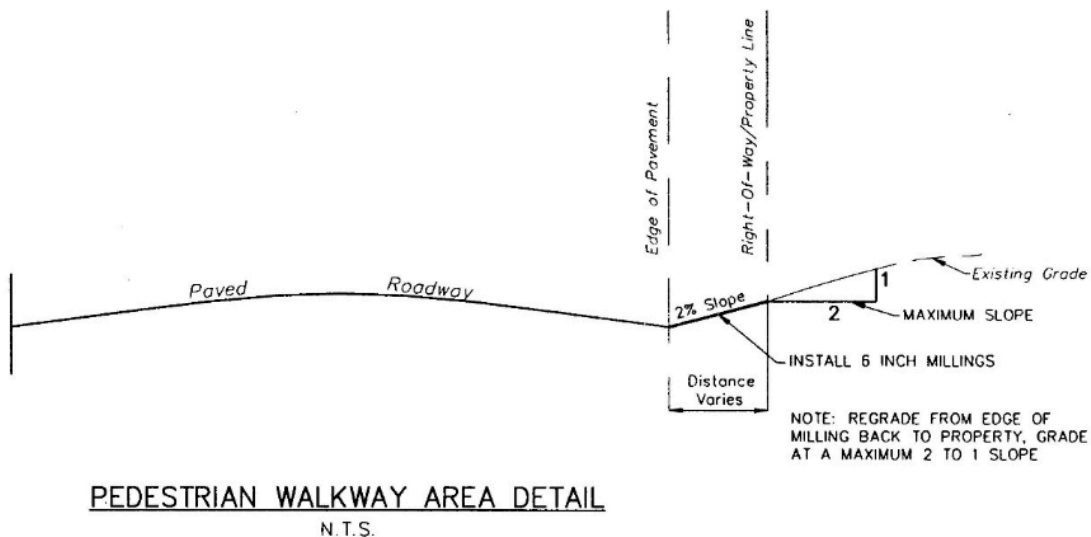 Edge of Pavement
Right-Of-Way/Property Line
Paved Roadway
2% Slope
1
2
Existing Grade
MAXIMUM SLOPE
INSTALL 6 INCH MILLINGS
Distance
Varies
NOTE: REGRADE FROM EDGE OF
MILLING BACK TO PROPERTY, GRADE
AT A MAXIMUM 2 TO 1 SLOPE
PEDESTRIAN WALKWAY AREA DETAIL
N.T.S.